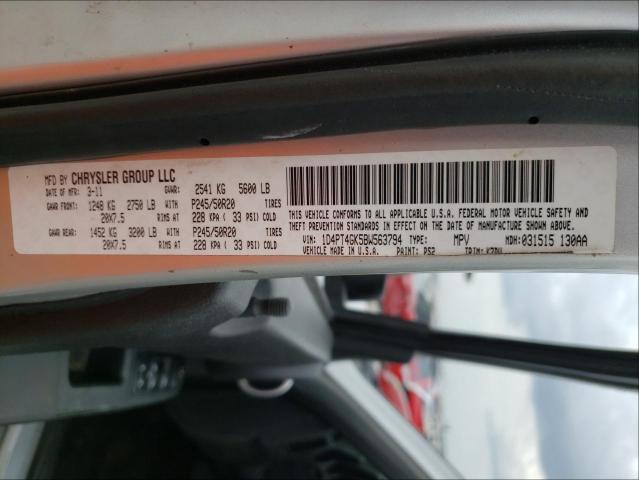 MFD BY CHRYSLER GROUP LLC
DATE OF MFR: 3-11 GVWR: 2541 KG 5600 LB
GAWR FRONT: 1248 KG 2750 LB WITH P245/50R20 TIRES
20X7.5 RIMS AT 228 KPA ( 33 PSI) COLD
GAWR REAR: 1452 KG 3200 LB WITH P245/50R20 TIRES
20X7.5 RIMS AT 228 KPA ( 33 PSI) COLD
THIS VEHICLE CONFORMS TO ALL APPLICABLE U.S.A. FEDERAL MOTOR VEHICLE SAFETY AND
THEFT PREVENTION STANDARDS IN EFFECT ON THE DATE OF MANUFACTURE SHOWN ABOVE.
VIN: 1D4PT4GK5BW563794 TYPE: MPV MDH: 031515 130AA
VEHICLE MADE IN U.S.A. PAINT: PS2 TRIM: